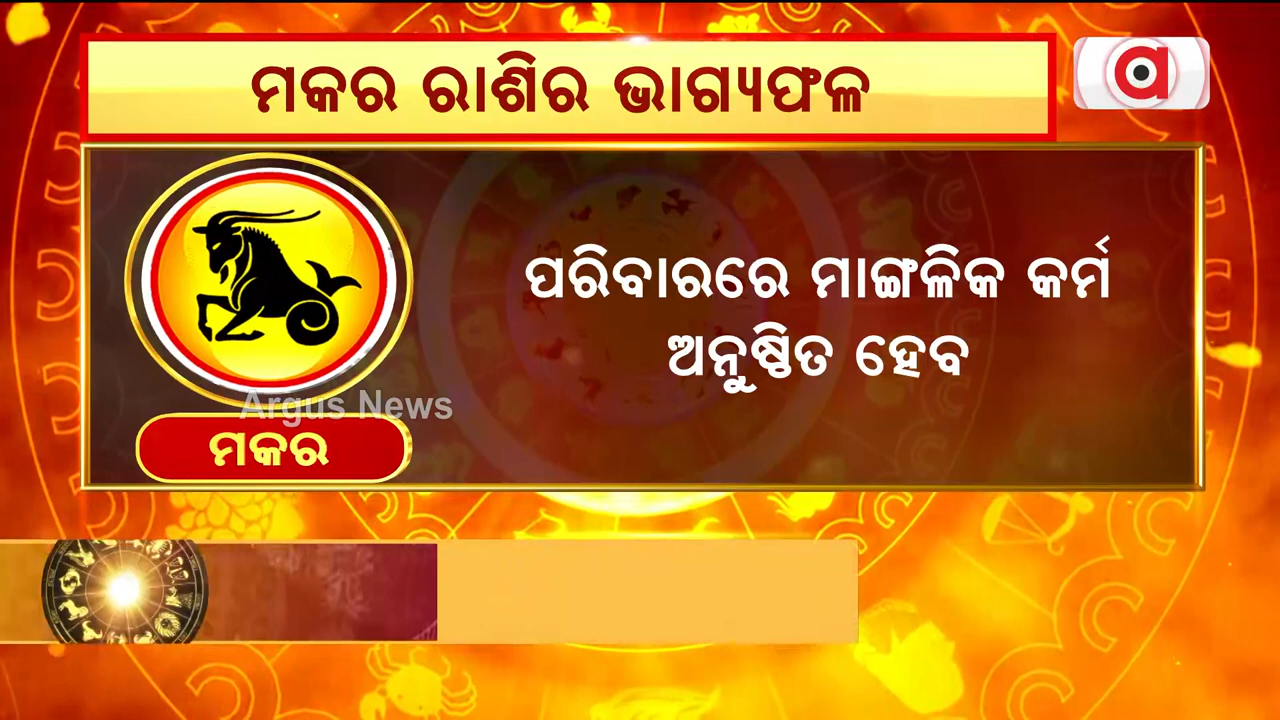 ମକର ରାଶିର ଭାଗ୍ୟଫଳ
a
ପରିବାରରେ ମାଙ୍ଗଳିକ କର୍ମ
ଅନୁଷ୍ଠିତ ହେବ
Argus News
ମକର